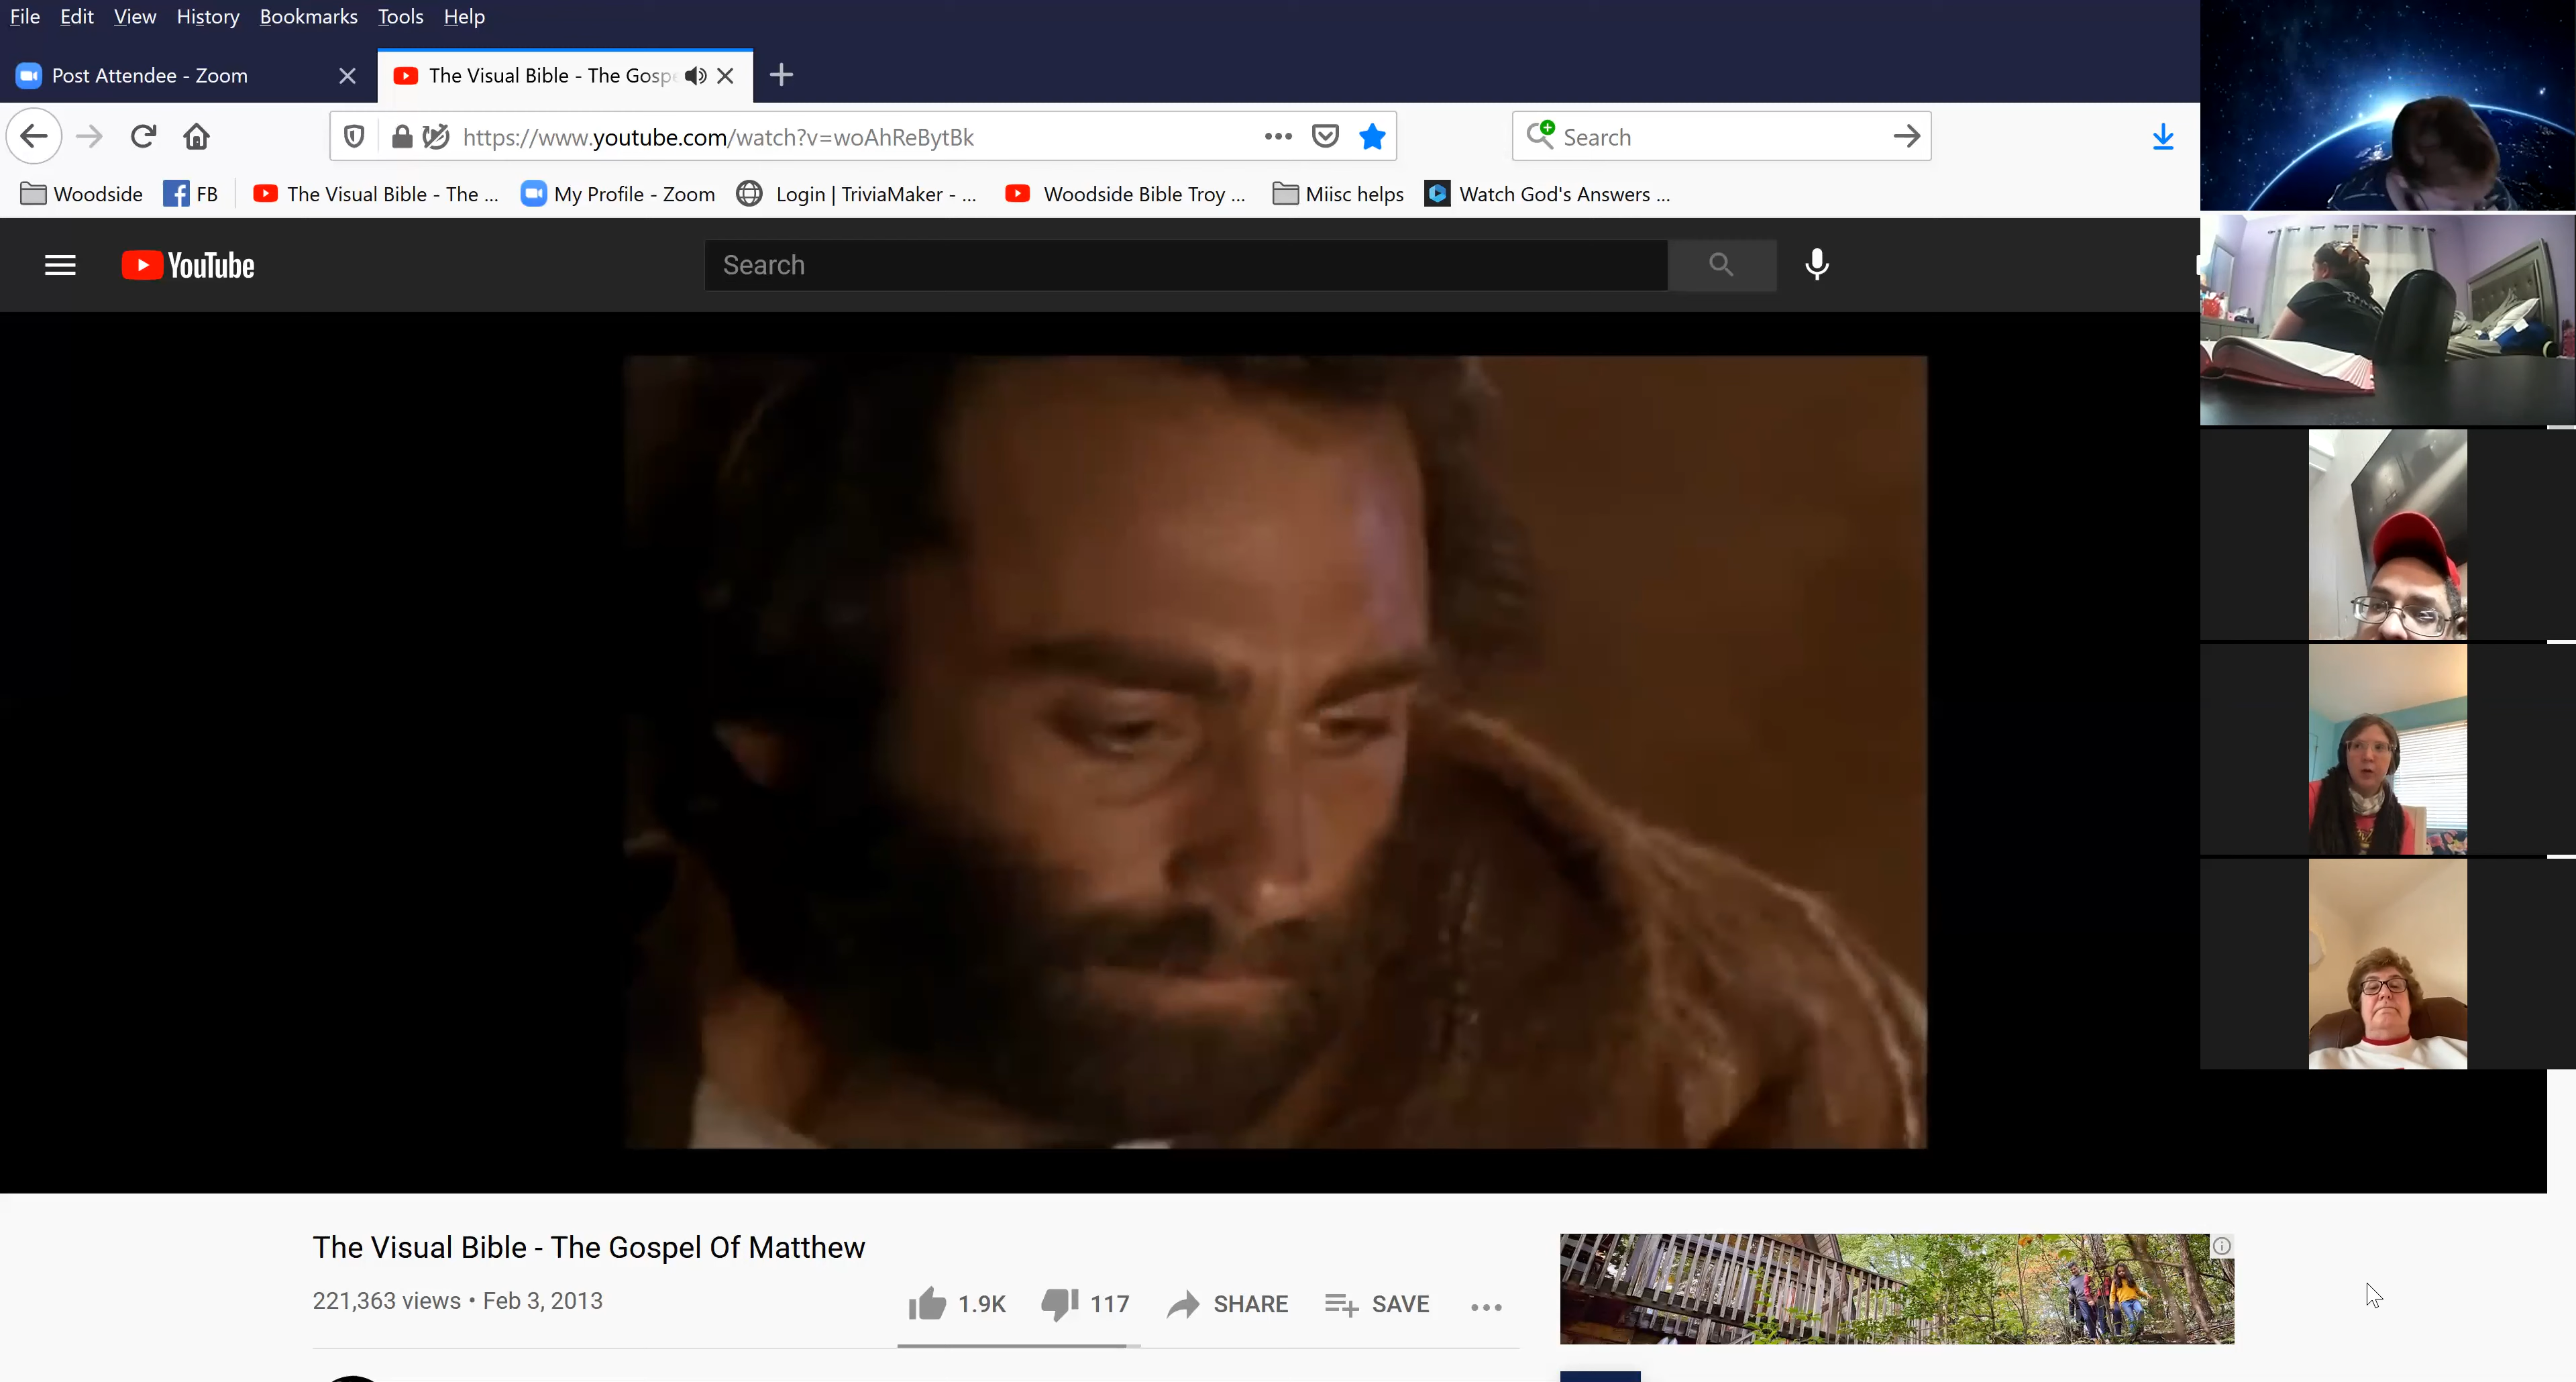 File Edit View History Bookmarks Tools Help
Post Attendee - Zoom
The Visual Bible - The Gosp
https://www.youtube.com/watch?v=woAhReBytBk
Search
Woodside FB The Visual Bible - The ... My Profile - Zoom Login | TriviaMaker - ... Woodside Bible Troy ... Miisc helps Watch God's Answers ...
YouTube
Search
The Visual Bible - The Gospel Of Matthew
221,363 views • Feb 3, 2013
1.9K 117 SHARE SAVE